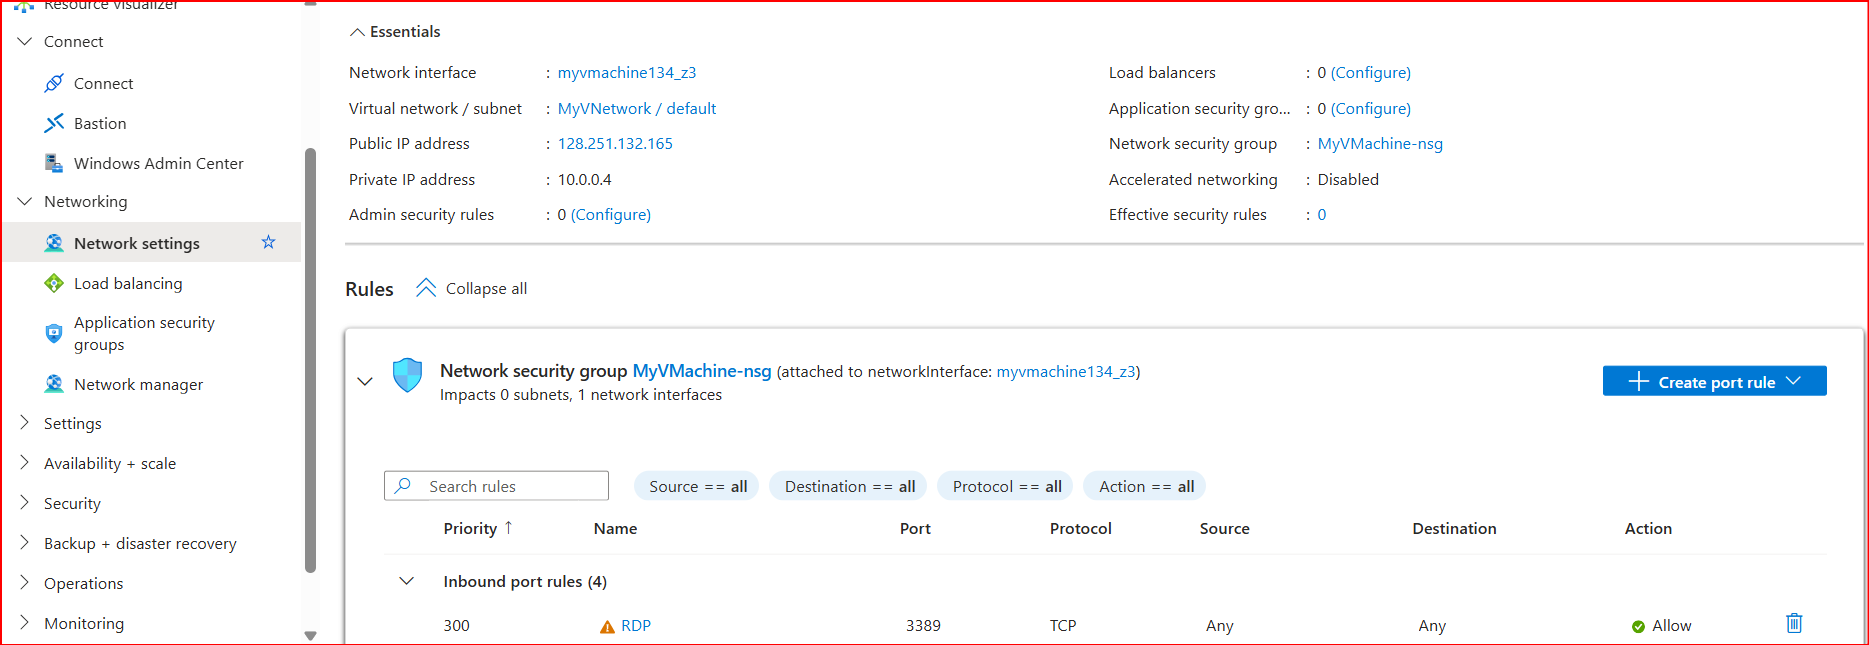 Resource visualizer
Connect
Connect
Bastion
Windows Admin Center
Networking
Network settings
Load balancing
Application security
groups
Network manager
Settings
Availability + scale
Security
Backup + disaster recovery
Operations
Monitoring
Essentials
Network interface : myvmachine134_z3
Virtual network / subnet : MyVNetwork / default
Public IP address : 128.251.132.165
Private IP address : 10.0.0.4
Admin security rules : 0 (Configure)
Load balancers : 0 (Configure)
Application security gro... : 0 (Configure)
Network security group : MyVMachine-nsg
Accelerated networking : Disabled
Effective security rules : 0
Rules Collapse all
Network security group MyVMachine-nsg (attached to networkInterface: myvmachine134_z3)
Impacts 0 subnets, 1 network interfaces
Create port rule
Search rules Source == all Destination == all Protocol == all Action == all
Priority ↑ Name Port Protocol Source Destination Action
Inbound port rules (4)
300 RDP 3389 TCP Any Any Allow